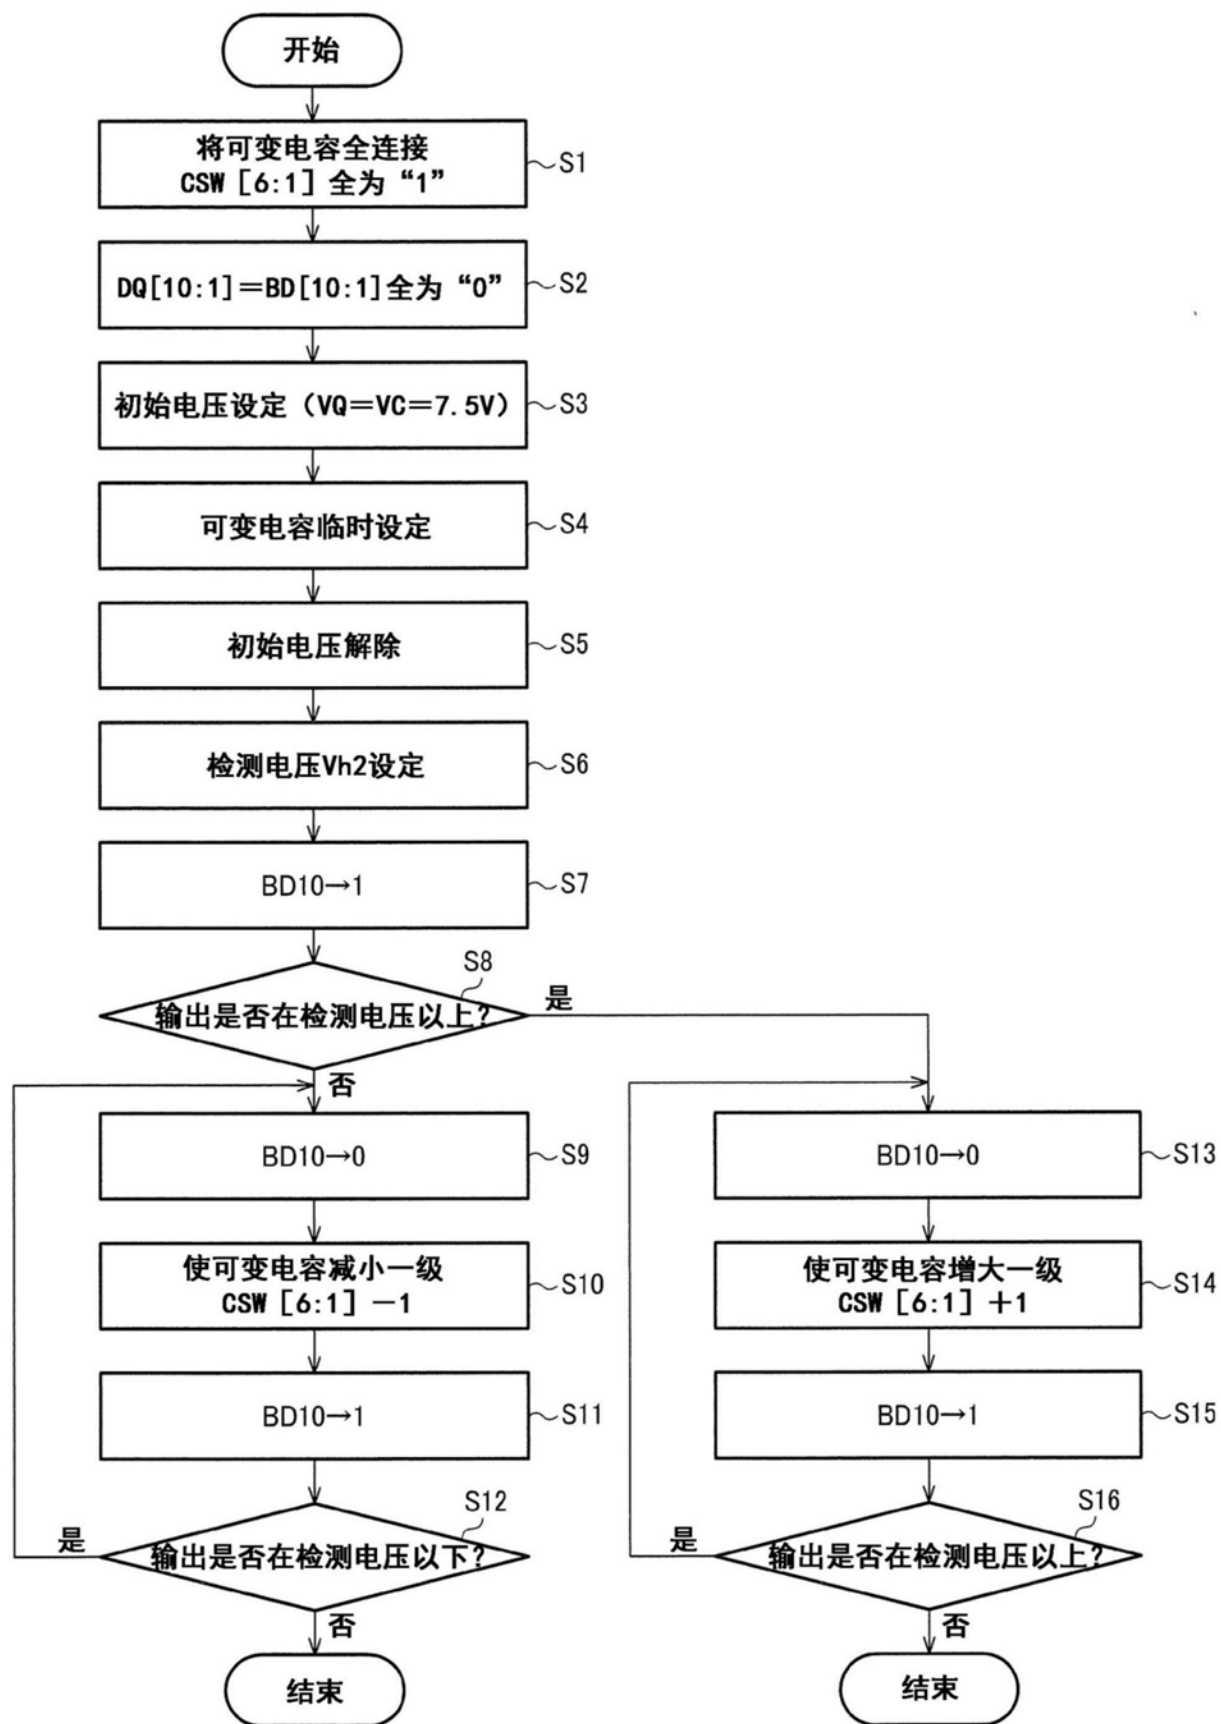 开始
将可变电容全连接
CSW［6:1］全为“1”
S1
DQ[10:1]＝BD[10:1]全为“0”
S2
初始电压设定（VQ＝VC＝7.5V）
S3
可变电容临时设定
S4
初始电压解除
S5
检测电压Vh2设定
S6
BD10→1
S7
S8
输出是否在检测电压以上?
是
否
BD10→0
S9
使可变电容减小一级
CSW［6:1］－1
S10
BD10→1
S11
S12
输出是否在检测电压以下?
是
否
结束
BD10→0
S13
使可变电容增大一级
CSW［6:1］＋1
S14
BD10→1
S15
S16
输出是否在检测电压以上?
是
否
结束